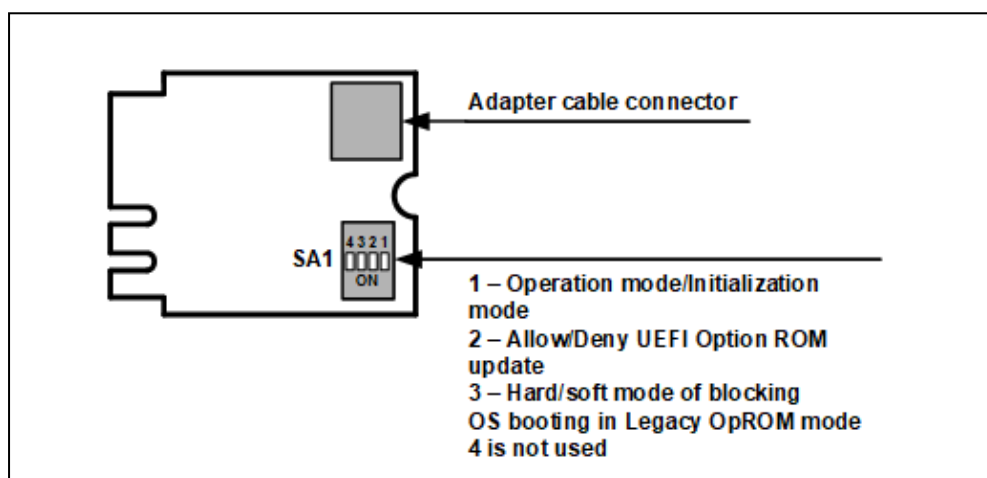 Adapter cable connector
4 3 2 1
SA1
ON
1 – Operation mode/Initialization
mode
2 – Allow/Deny UEFI Option ROM
update
3 – Hard/soft mode of blocking
OS booting in Legacy OpROM mode
4 is not used